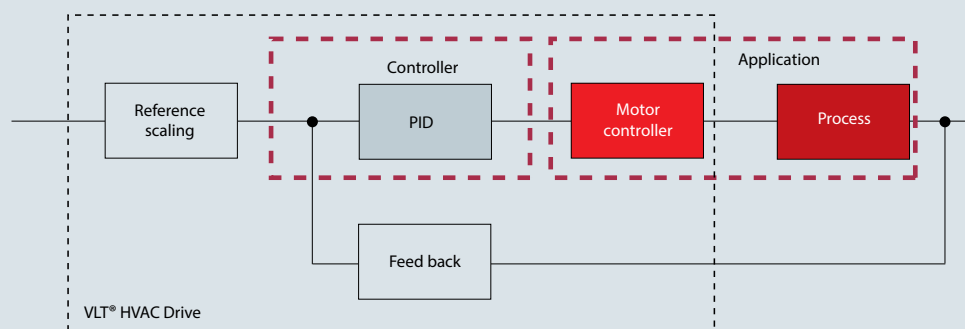 Controller
Application
Reference
scaling
PID
Motor
controller
Process
Feed back
VLT® HVAC Drive